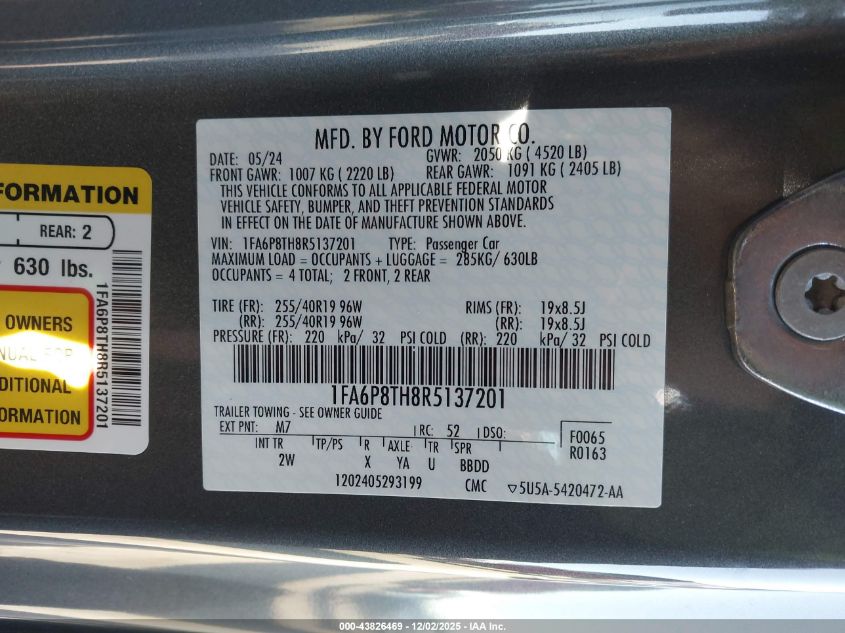 MFD. BY FORD MOTOR CO.
DATE: 05/24 GVWR: 2050 KG ( 4520 LB)
FRONT GAWR: 1007 KG ( 2220 LB) REAR GAWR: 1091 KG ( 2405 LB)
THIS VEHICLE CONFORMS TO ALL APPLICABLE FEDERAL MOTOR
VEHICLE SAFETY, BUMPER, AND THEFT PREVENTION STANDARDS
IN EFFECT ON THE DATE OF MANUFACTURE SHOWN ABOVE.
VIN: 1FA6P8TH8R5137201 TYPE: Passenger Car
MAXIMUM LOAD = OCCUPANTS + LUGGAGE = 285KG/ 630LB
OCCUPANTS = 4 TOTAL; 2 FRONT, 2 REAR
TIRE (FR): 255/40R19 96W RIMS (FR): 19x8.5J
(RR): 255/40R19 96W (RR): 19x8.5J
PRESSURE (FR): 220 kPa/ 32 PSI COLD (RR): 220 kPa/ 32 PSI COLD
1FA6P8TH8R5137201
TRAILER TOWING - SEE OWNER GUIDE
EXT PNT: M7 RC: 52 DSO:
F0065
R0163
INT TR TP/PS R AXLE TR SPR
2W X YA U BBDD
1202405293199 CMC ▽5U5A-5420472-AA
FORMATION
REAR: 2
630 lbs.
OWNERS
NUAL FOR
DITIONAL
FORMATION
1FA6P8TH8R5137201
000-43826469 - 12/02/2025 - IAA Inc.